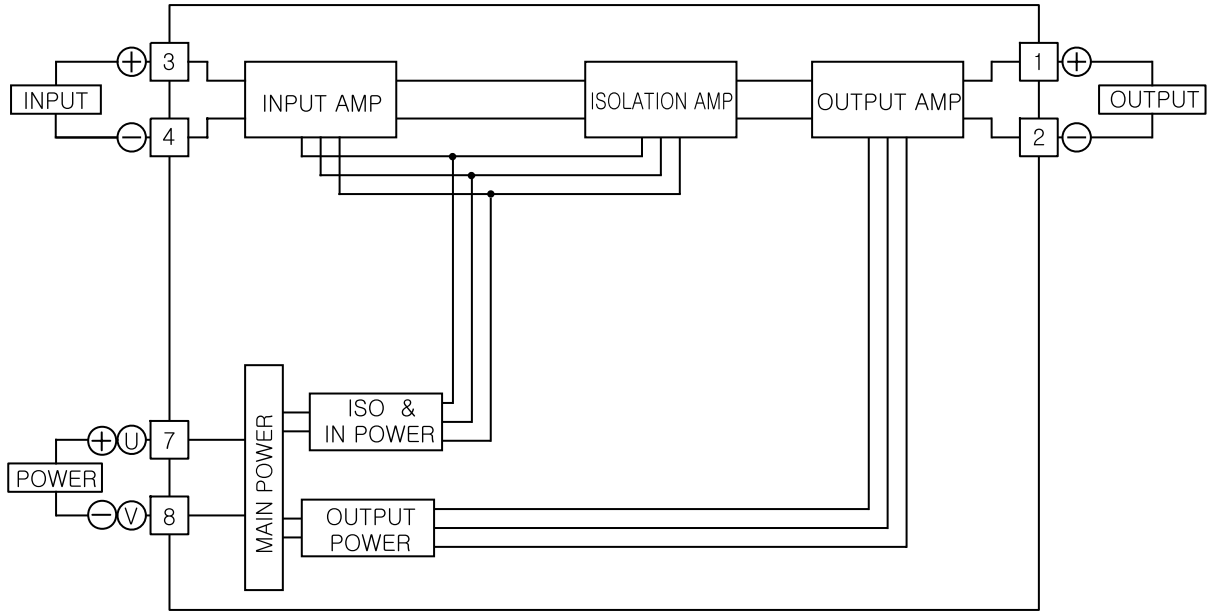 3
1
INPUT
INPUT AMP
ISOLATION AMP
OUTPUT AMP
OUTPUT
4
2
ISO &
IN POWER
7
U
POWER
MAIN POWER
8
V
OUTPUT
POWER